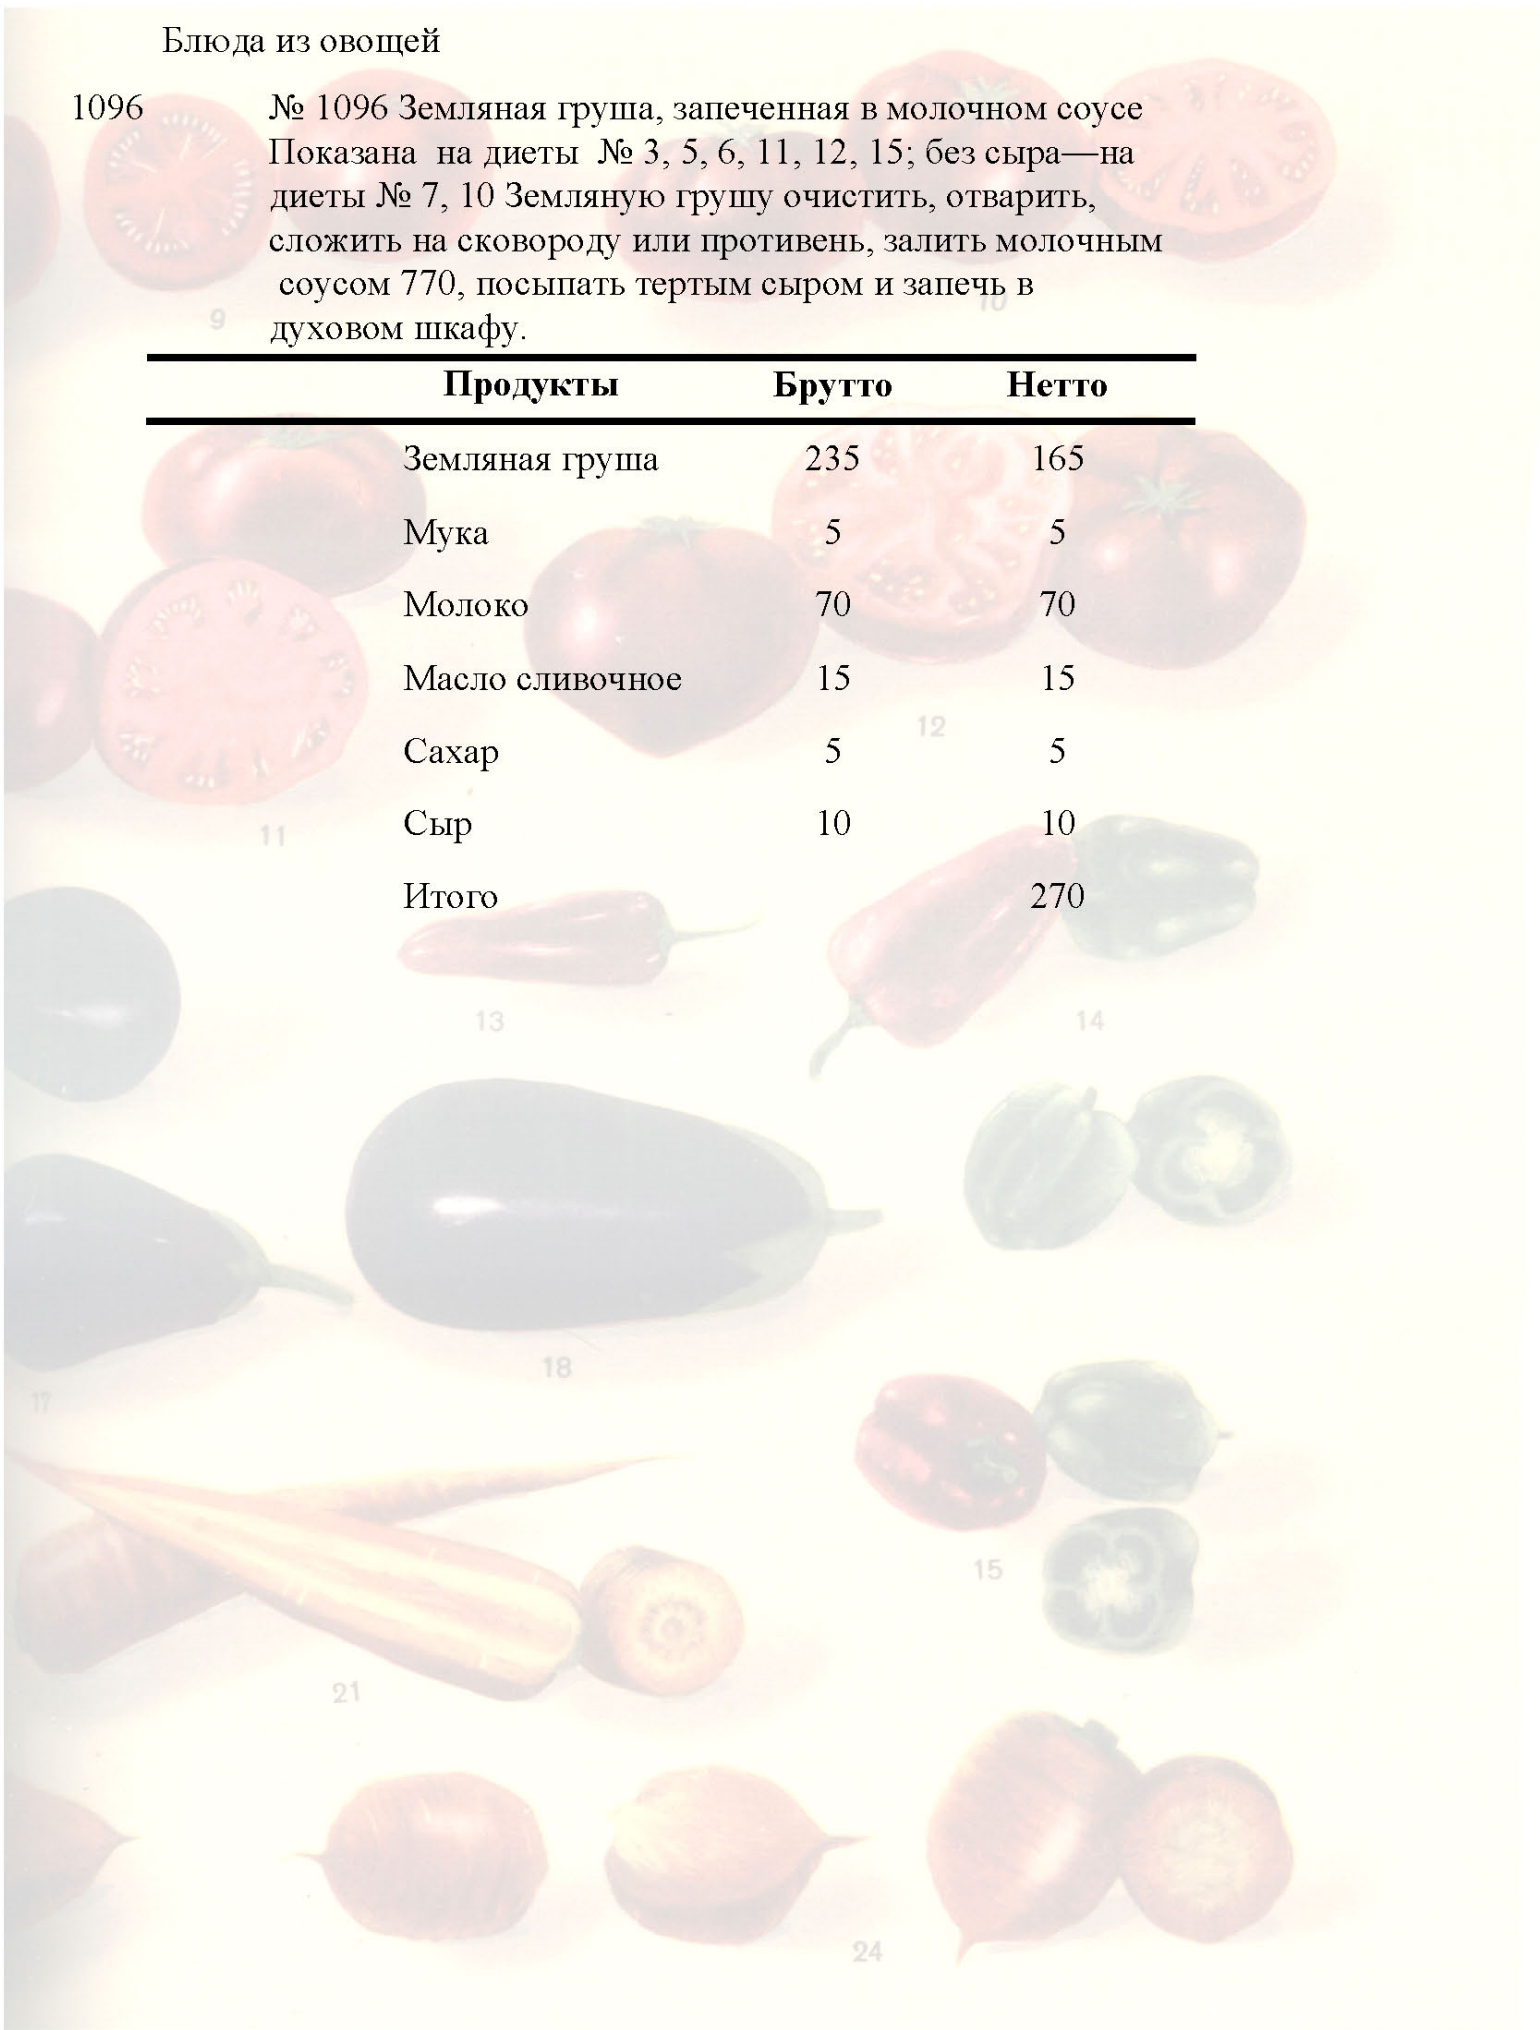 Блюда из овощей
1096 № 1096 Земляная груша, запеченная в молочном соусе
Показана на диеты № 3, 5, 6, 11, 12, 15; без сыра—на
диеты № 7, 10 Земляную грушу очистить, отварить,
сложить на сковороду или противень, залить молочным
соусом 770, посыпать тертым сыром и запечь в
духовом шкафу.
9 10
Продукты Брутто Нетто
Земляная груша 235 165
Мука 5 5
Молоко 70 70
Масло сливочное 15 15
12
Сахар 5 5
Сыр 10 10
11
Итого 270
13 14
18
17
15
21
24